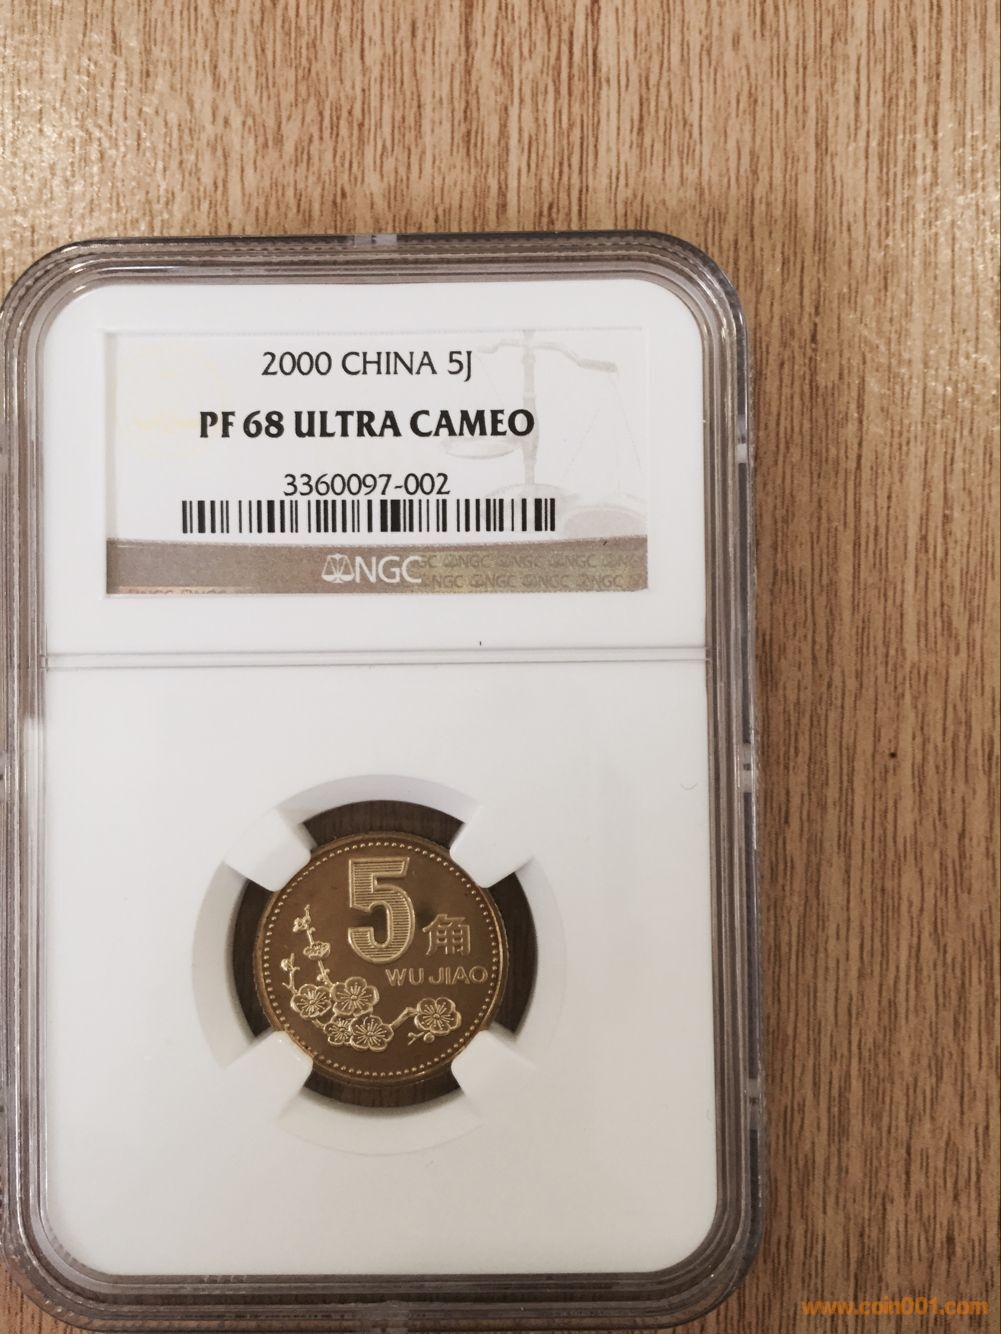 2000 CHINA 5J
PF 68 ULTRA CAMEO
3360097-002
NGC
5 角
WU JIAO
www.coin001.com